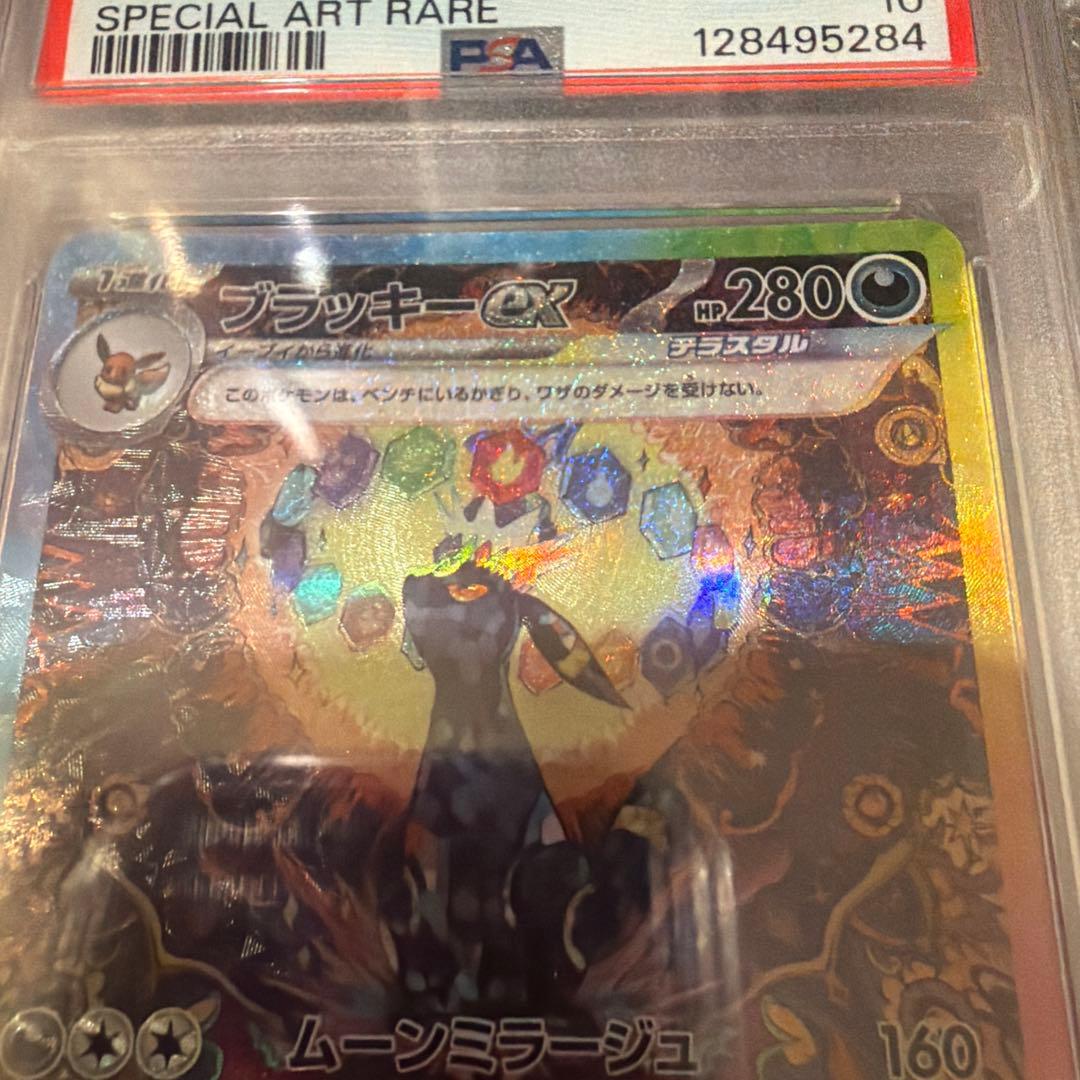 SPECIAL ART RARE
10
PSA
128495284
1進化
ブラッキーex
HP280
イーブイから進化
テラスタル
このポケモンは、ベンチにいるかぎり、ワザのダメージを受けない。
ムーンミラージュ
160